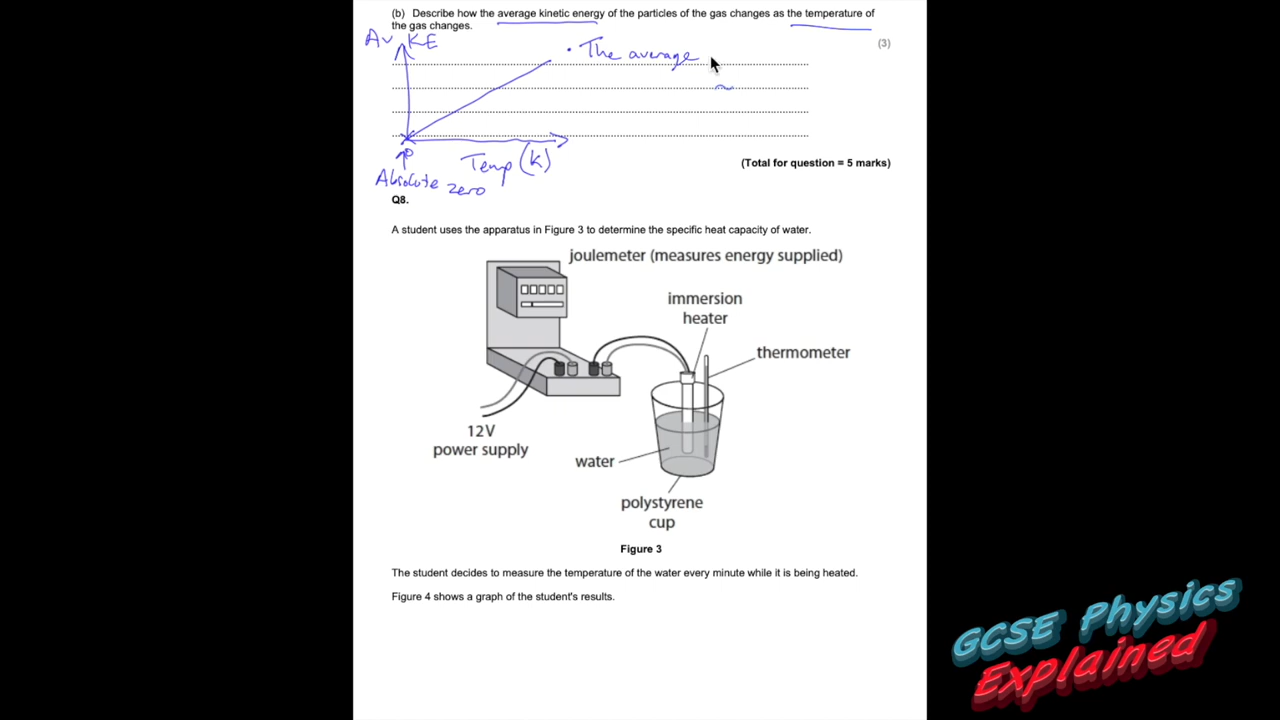 (b) Describe how the average kinetic energy of the particles of the gas changes as the temperature of
the gas changes.
(3)
Av KE
• The average
Temp (K)
Absolute zero
(Total for question = 5 marks)
Q8.
A student uses the apparatus in Figure 3 to determine the specific heat capacity of water.
joulemeter (measures energy supplied)
immersion
heater
thermometer
12V
power supply
water
polystyrene
cup
Figure 3
The student decides to measure the temperature of the water every minute while it is being heated.
Figure 4 shows a graph of the student's results.
GCSE Physics
Explained